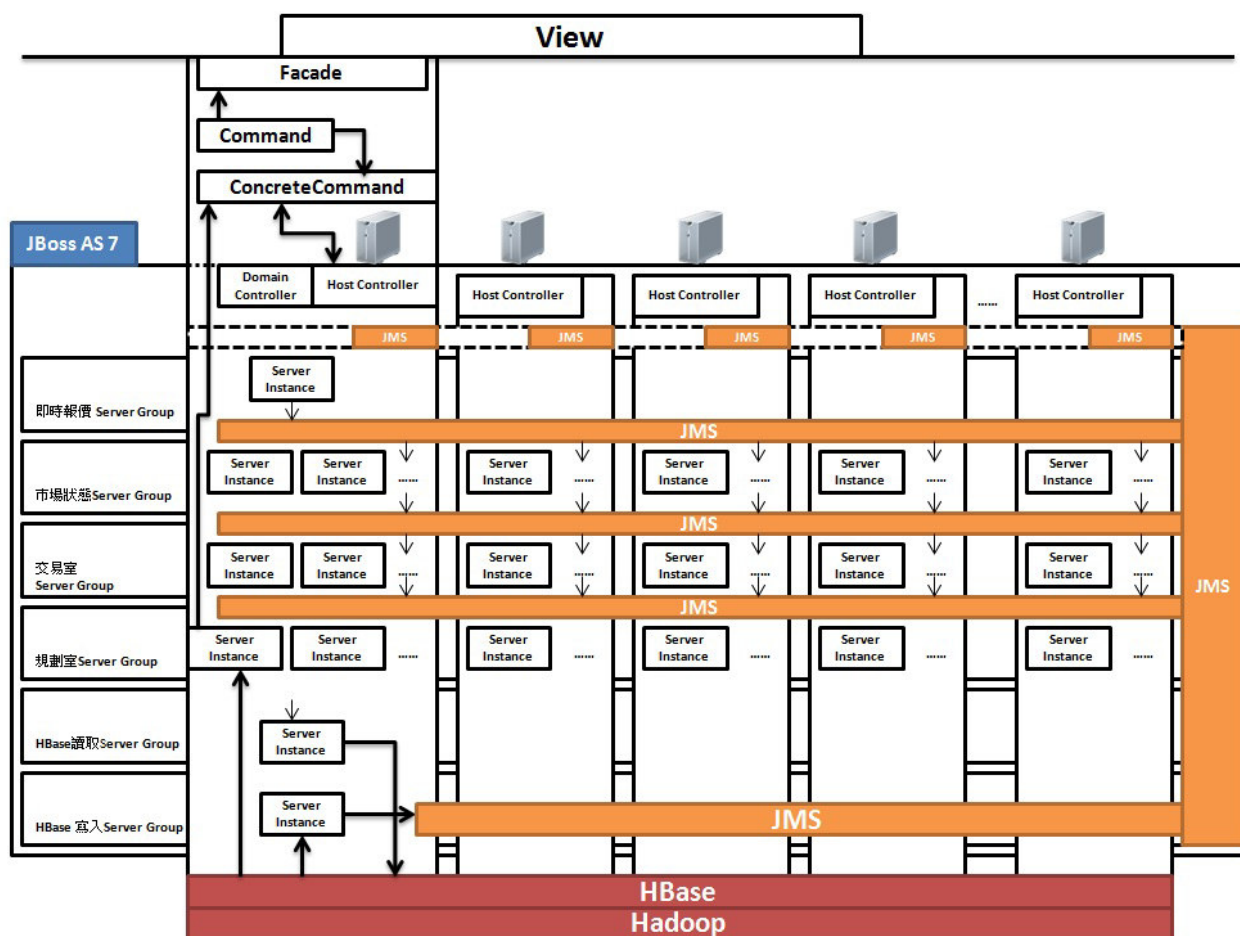 View
Facade
Command
ConcreteCommand
JBoss AS 7
Domain
Controller
Host Controller
Host Controller
Host Controller
Host Controller
......
Host Controller
JMS
JMS
JMS
JMS
JMS
即時報價 Server Group
Server
Instance
JMS
市場狀態Server Group
Server
Instance
Server
Instance
......
Server
Instance
......
Server
Instance
......
Server
Instance
......
Server
Instance
......
JMS
交易室
Server Group
Server
Instance
Server
Instance
......
Server
Instance
......
Server
Instance
......
Server
Instance
......
Server
Instance
......
JMS
JMS
規劃室Server Group
Server
Instance
Server
Instance
......
Server
Instance
......
Server
Instance
......
Server
Instance
......
Server
Instance
......
HBase讀取Server Group
Server
Instance
HBase 寫入Server Group
Server
Instance
JMS
HBase
Hadoop